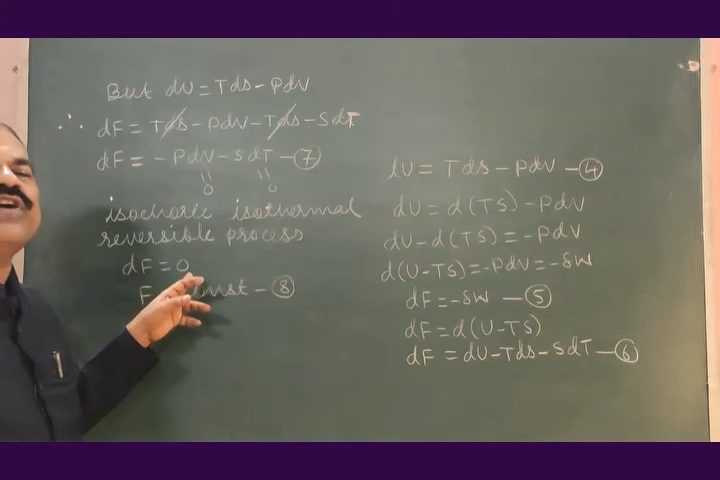 But dU = Tds - PdV
∴ dF = Tds - PdV - Tds - SdT
dF = - PdV - SdT - ⑦
= 0 = 0
isochoric isothermal
reversible process
dF = 0
F const - ⑧
dU = Tds - PdV - ④
dU = d(TS) - PdV
dU - d(TS) = - PdV
d(U-TS) = -PdV = -δW
dF = -δW - ⑤
dF = d(U-TS)
dF = dU - Tds - SdT - ⑥